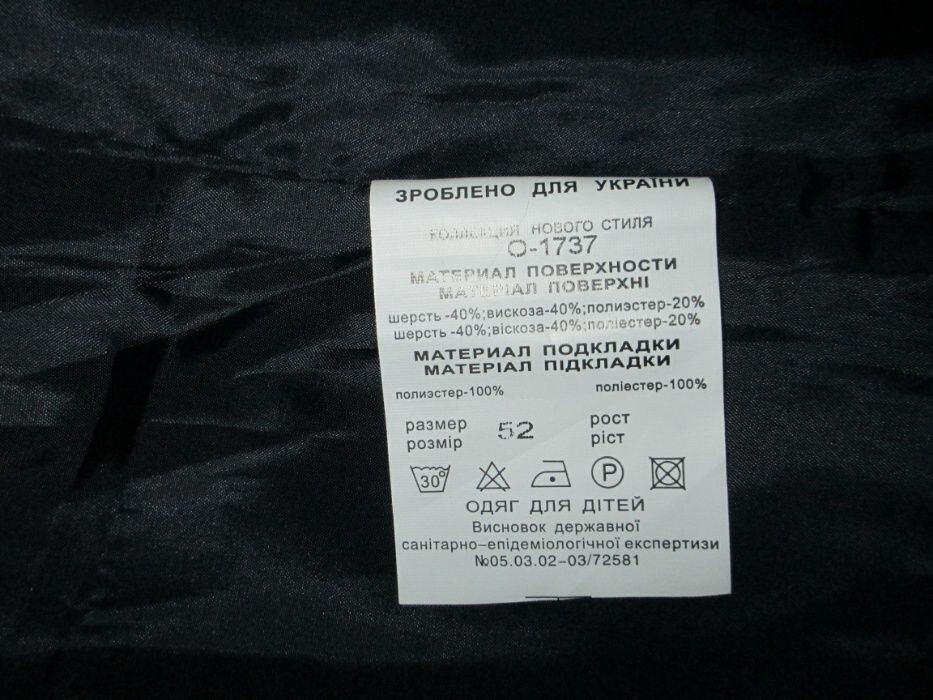 ЗРОБЛЕНО ДЛЯ УКРАЇНИ
КОЛЛЕКЦИЯ НОВОГО СТИЛЯ
О-1737
МАТЕРИАЛ ПОВЕРХНОСТИ
МАТЕРІАЛ ПОВЕРХНІ
шерсть -40%;вискоза-40%;полиэстер-20%
шерсть -40%;віскоза-40%;поліестер-20%
МАТЕРИАЛ ПОДКЛАДКИ
МАТЕРІАЛ ПІДКЛАДКИ
полиэстер-100% поліестер-100%
размер 52 рост
розмір ріст
30° P
ОДЯГ ДЛЯ ДІТЕЙ
Висновок державної
санітарно-епідеміологічної експертизи
№05.03.02-03/72581